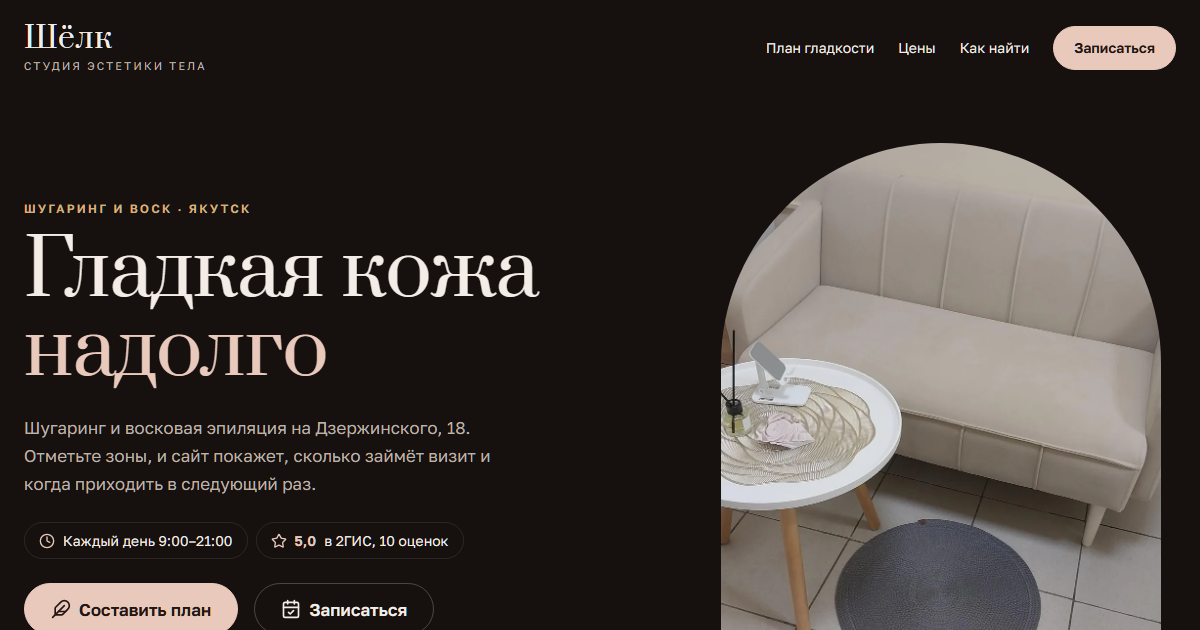 Шёлк
СТУДИЯ ЭСТЕТИКИ ТЕЛА
План гладкости
Цены
Как найти
Записаться
ШУГАРИНГ И ВОСК · ЯКУТСК
Гладкая кожа
надолго
Шугаринг и восковая эпиляция на Дзержинского, 18.
Отметьте зоны, и сайт покажет, сколько займёт визит и
когда приходить в следующий раз.
Каждый день 9:00–21:00
5,0 в 2ГИС, 10 оценок
Составить план
Записаться